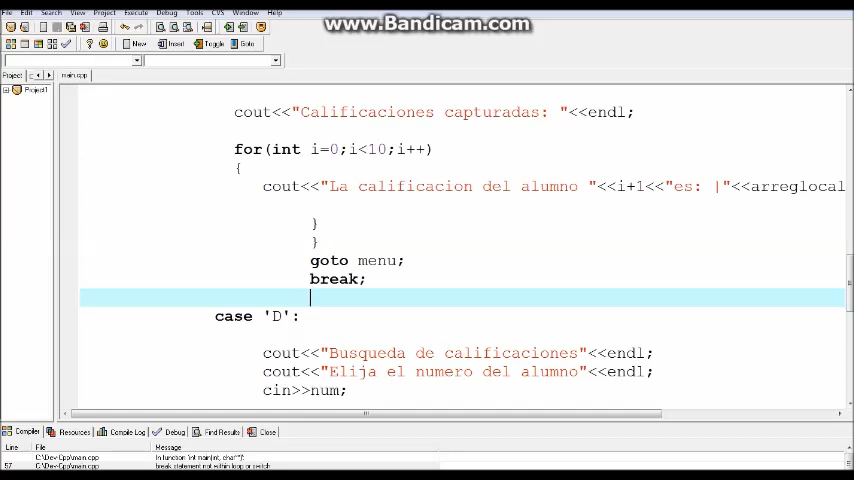 www.Bandicam.com
File Edit Search View Project Execute Debug Tools CVS Window Help
New Insert Toggle Goto
Project
main.cpp
Project1
cout<<"Calificaciones capturadas: "<<endl;
for(int i=0;i<10;i++)
{
cout<<"La calificacion del alumno "<<i+1<<"es: |"<<arreglocal
}
}
goto menu;
break;
case 'D':
cout<<"Busqueda de calificaciones"<<endl;
cout<<"Elija el numero del alumno"<<endl;
cin>>num;
Compiler Resources Compile Log Debug Find Results Close
Line File Message
C:\Dev-Cpp\main.cpp In function 'int main(int, char**)':
57 C:\Dev-Cpp\main.cpp break statement not within loop or switch